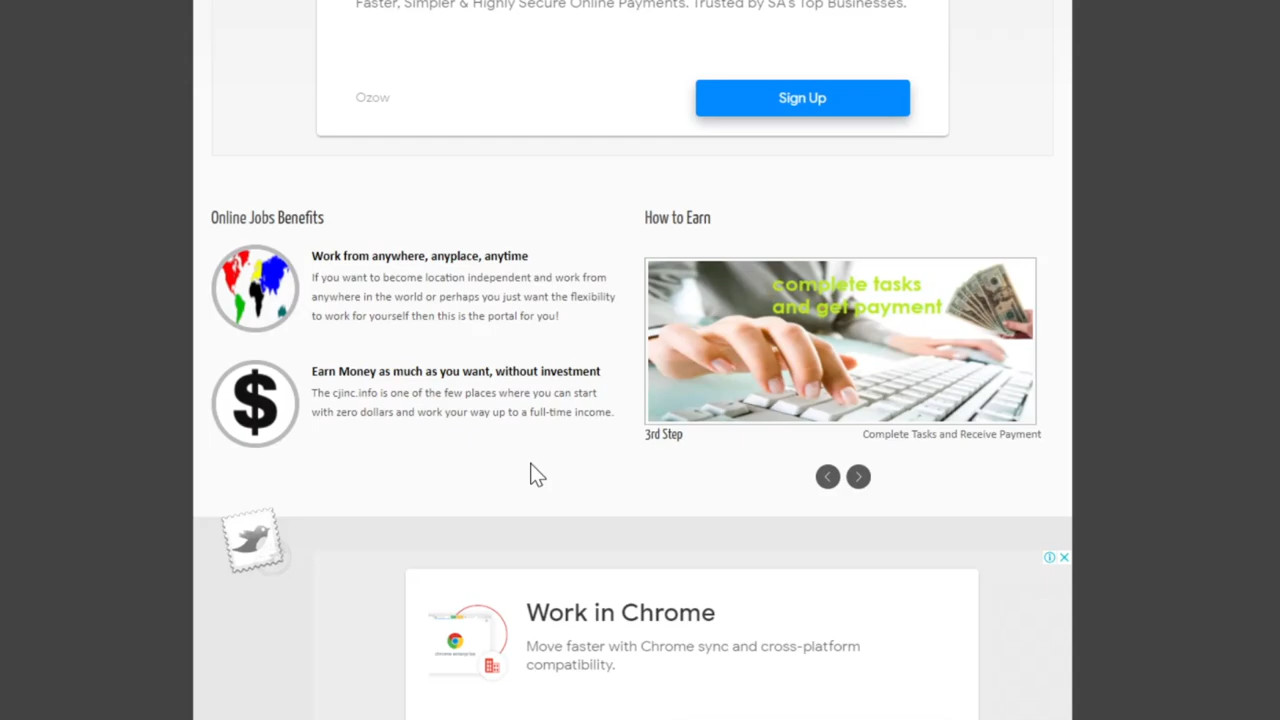 Faster, Simpler & Highly Secure Online Payments. Trusted by SA's Top Businesses.
Ozow
Sign Up
Online Jobs Benefits
Work from anywhere, anyplace, anytime
If you want to become location independent and work from
anywhere in the world or perhaps you just want the flexibility
to work for yourself then this is the portal for you!
Earn Money as much as you want, without investment
The cjinc.info is one of the few places where you can start
with zero dollars and work your way up to a full-time income.
How to Earn
complete tasks
and get payment
3rd Step
Complete Tasks and Receive Payment
Work in Chrome
Move faster with Chrome sync and cross-platform
compatibility.